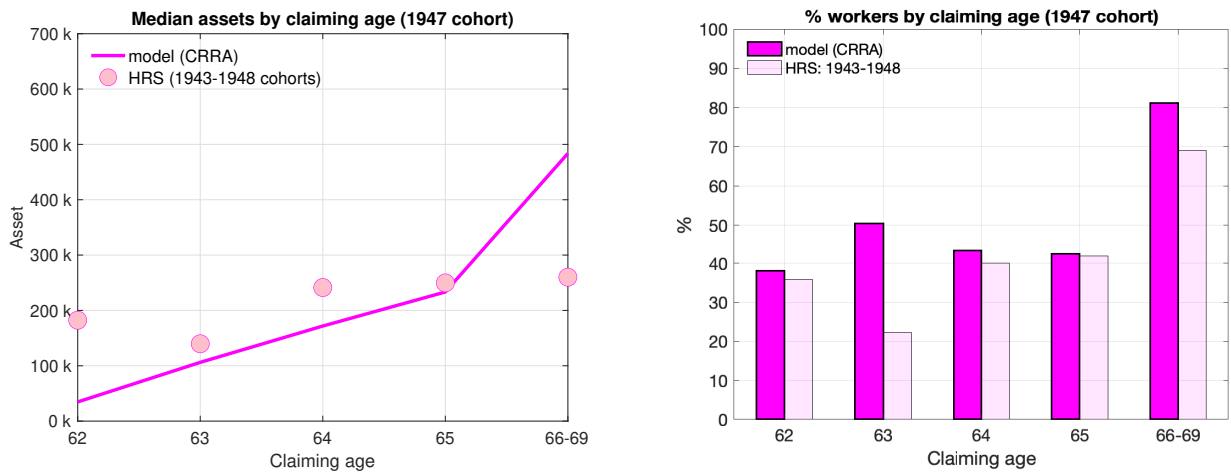 Median assets by claiming age (1947 cohort)
700 k
600 k
500 k
400 k
300 k
200 k
100 k
0 k
Asset
model (CRRA)
HRS (1943-1948 cohorts)
62 63 64 65 66-69
Claiming age
% workers by claiming age (1947 cohort)
100
90
80
70
60
50
40
30
20
10
0
%
model (CRRA)
HRS: 1943-1948
62 63 64 65 66-69
Claiming age